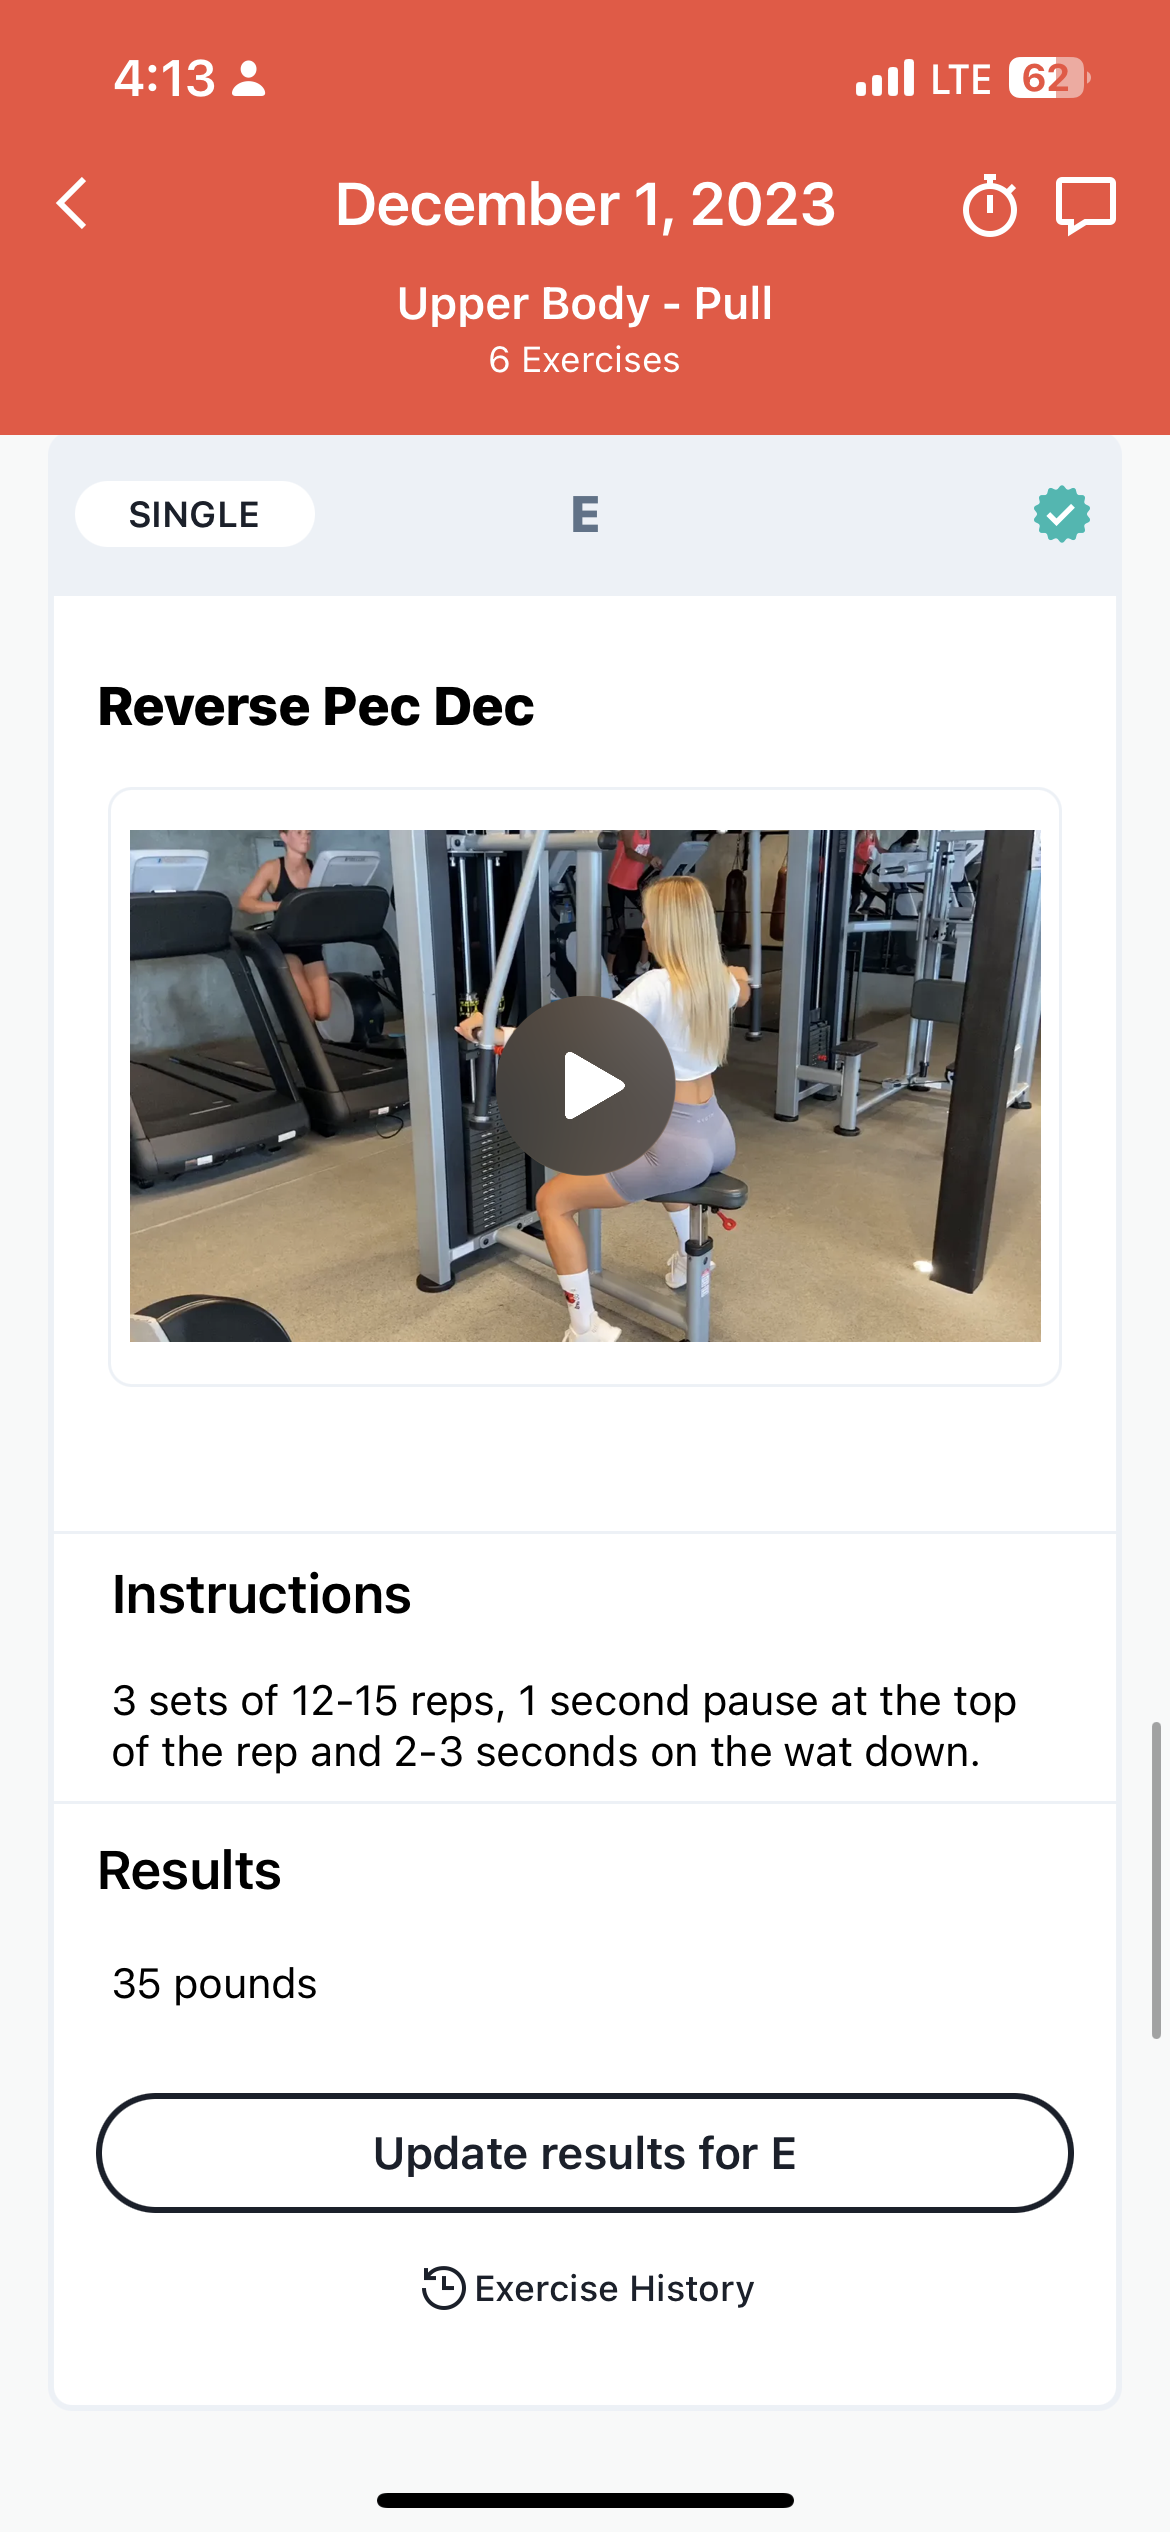 4:13
LTE 62
December 1, 2023
Upper Body - Pull
6 Exercises
SINGLE
E
Reverse Pec Dec
Instructions
3 sets of 12-15 reps, 1 second pause at the top
of the rep and 2-3 seconds on the wat down.
Results
35 pounds
Update results for E
Exercise History